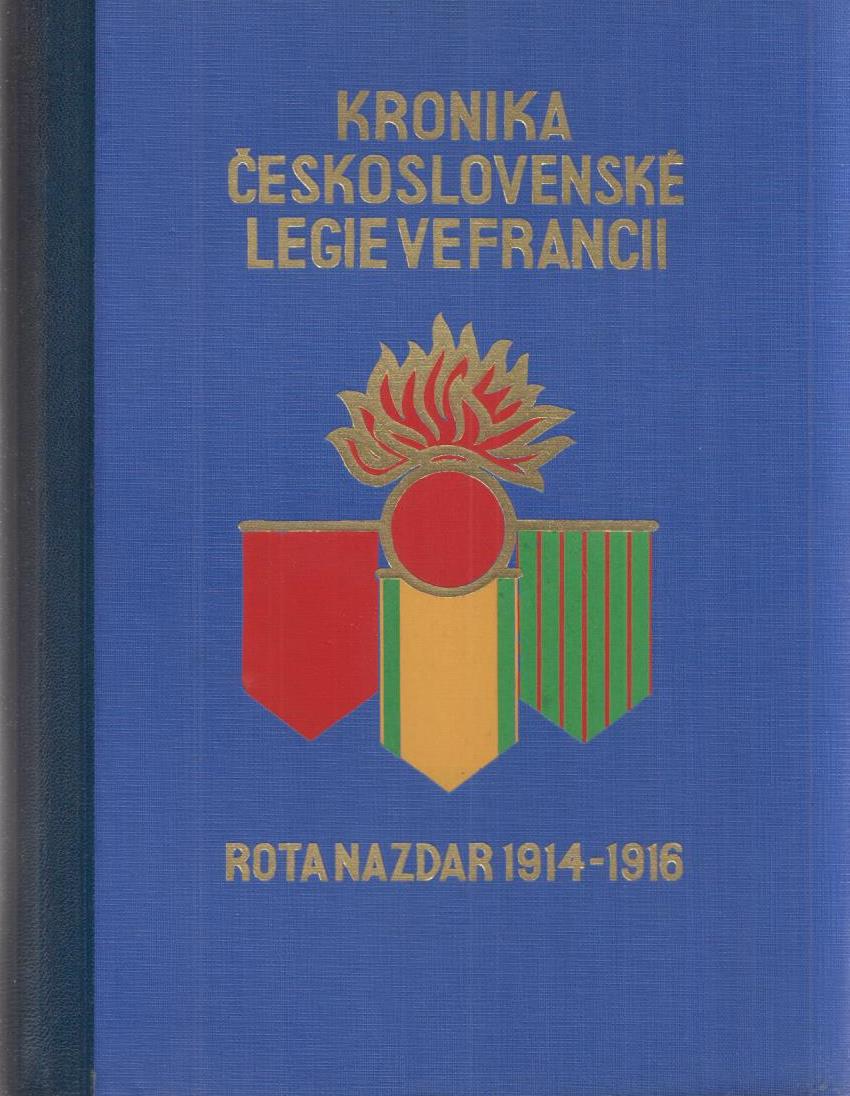 KRONIKA
ČESKOSLOVENSKÉ
LEGIE VE FRANCII
ROTA NAZDAR 1914-1916